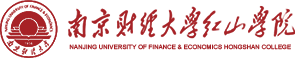 南京财经大学红山学院
NANJING UNIVERSITY OF FINANCE & ECONOMICS HONGSHAN COLLEGE